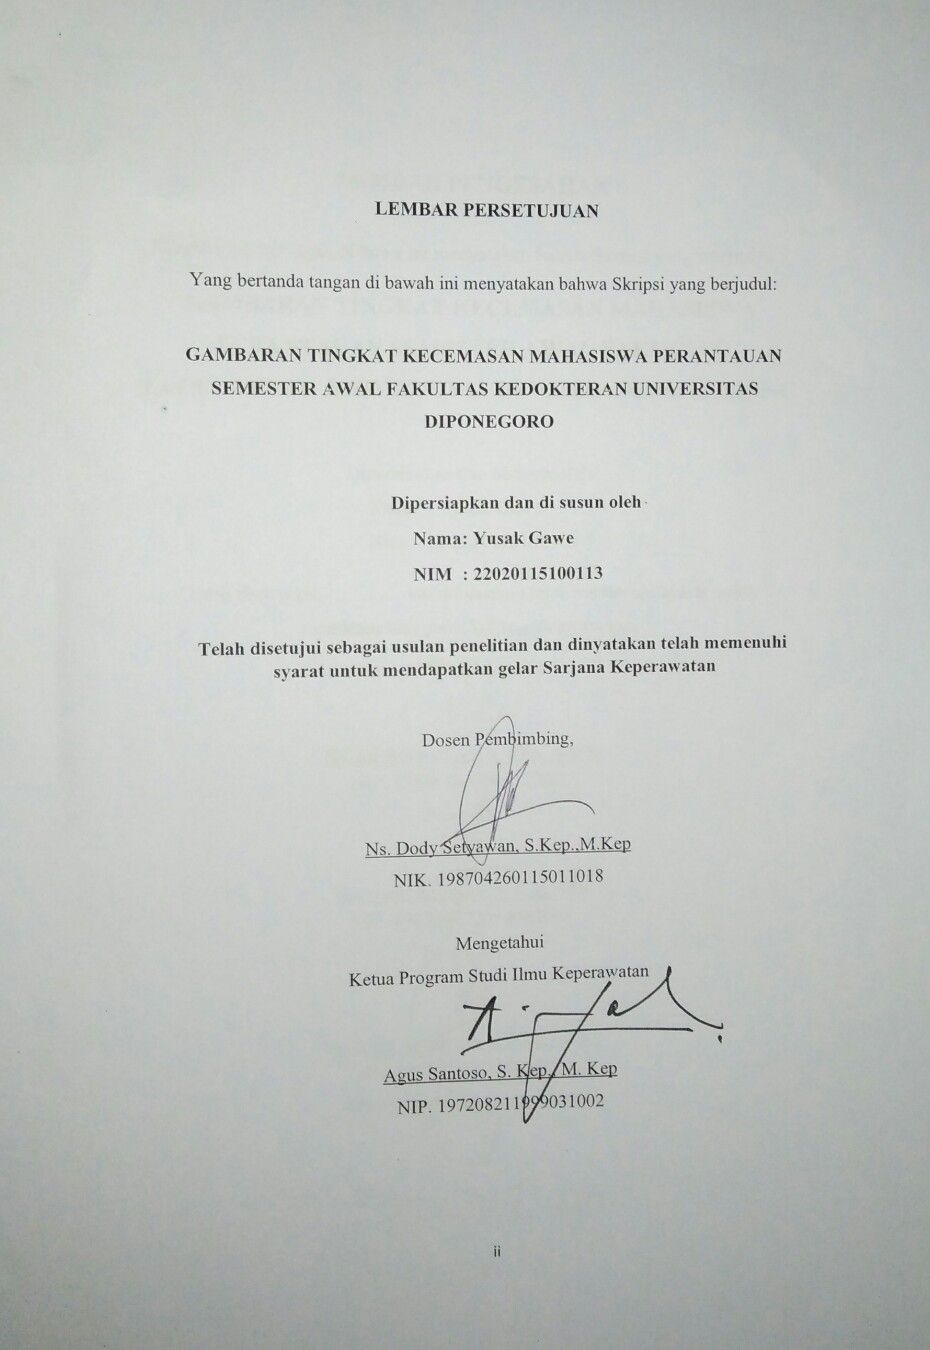 LEMBAR PERSETUJUAN
Yang bertanda tangan di bawah ini menyatakan bahwa Skripsi yang berjudul:
GAMBARAN TINGKAT KECEMASAN MAHASISWA PERANTAUAN
SEMESTER AWAL FAKULTAS KEDOKTERAN UNIVERSITAS
DIPONEGORO
Dipersiapkan dan di susun oleh
Nama: Yusak Gawe
NIM : 22020115100113
Telah disetujui sebagai usulan penelitian dan dinyatakan telah memenuhi
syarat untuk mendapatkan gelar Sarjana Keperawatan
Dosen Pembimbing,
Ns. Dody Setyawan, S.Kep.,M.Kep
NIK. 198704260115011018
Mengetahui
Ketua Program Studi Ilmu Keperawatan
Agus Santoso, S. Kep., M. Kep
NIP. 197208211999031002
ii